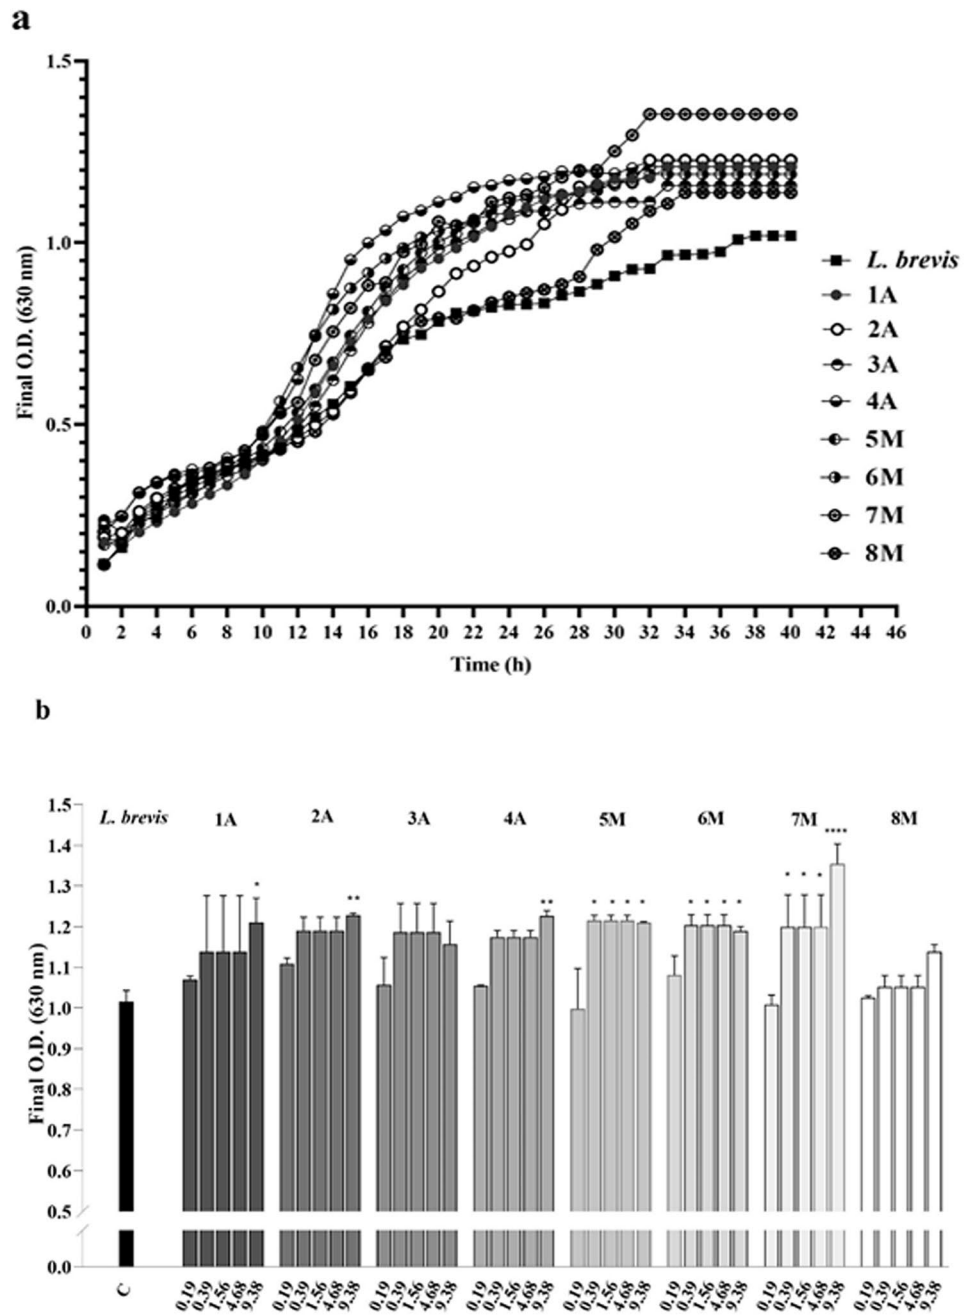 a
1.5
1.0
0.5
0.0
Final O.D. (630 nm)
0 2 4 6 8 10 12 14 16 18 20 22 24 26 28 30 32 34 36 38 40 42 44 46
Time (h)
L. brevis
1A
2A
3A
4A
5M
6M
7M
8M
b
1.5
1.4
1.3
1.2
1.1
1.0
0.9
0.8
0.7
0.6
0.5
0.0
Final O.D. (630 nm)
L. brevis 1A 2A 3A 4A 5M 6M 7M 8M
* ** ** * * * * * * * * * * * ****
C 0.19 0.39 1.56 4.68 9.38 0.19 0.39 1.56 4.68 9.38 0.19 0.39 1.56 4.68 9.38 0.19 0.39 1.56 4.68 9.38 0.19 0.39 1.56 4.68 9.38 0.19 0.39 1.56 4.68 9.38 0.19 0.39 1.56 4.68 9.38 0.19 0.39 1.56 4.68 9.38